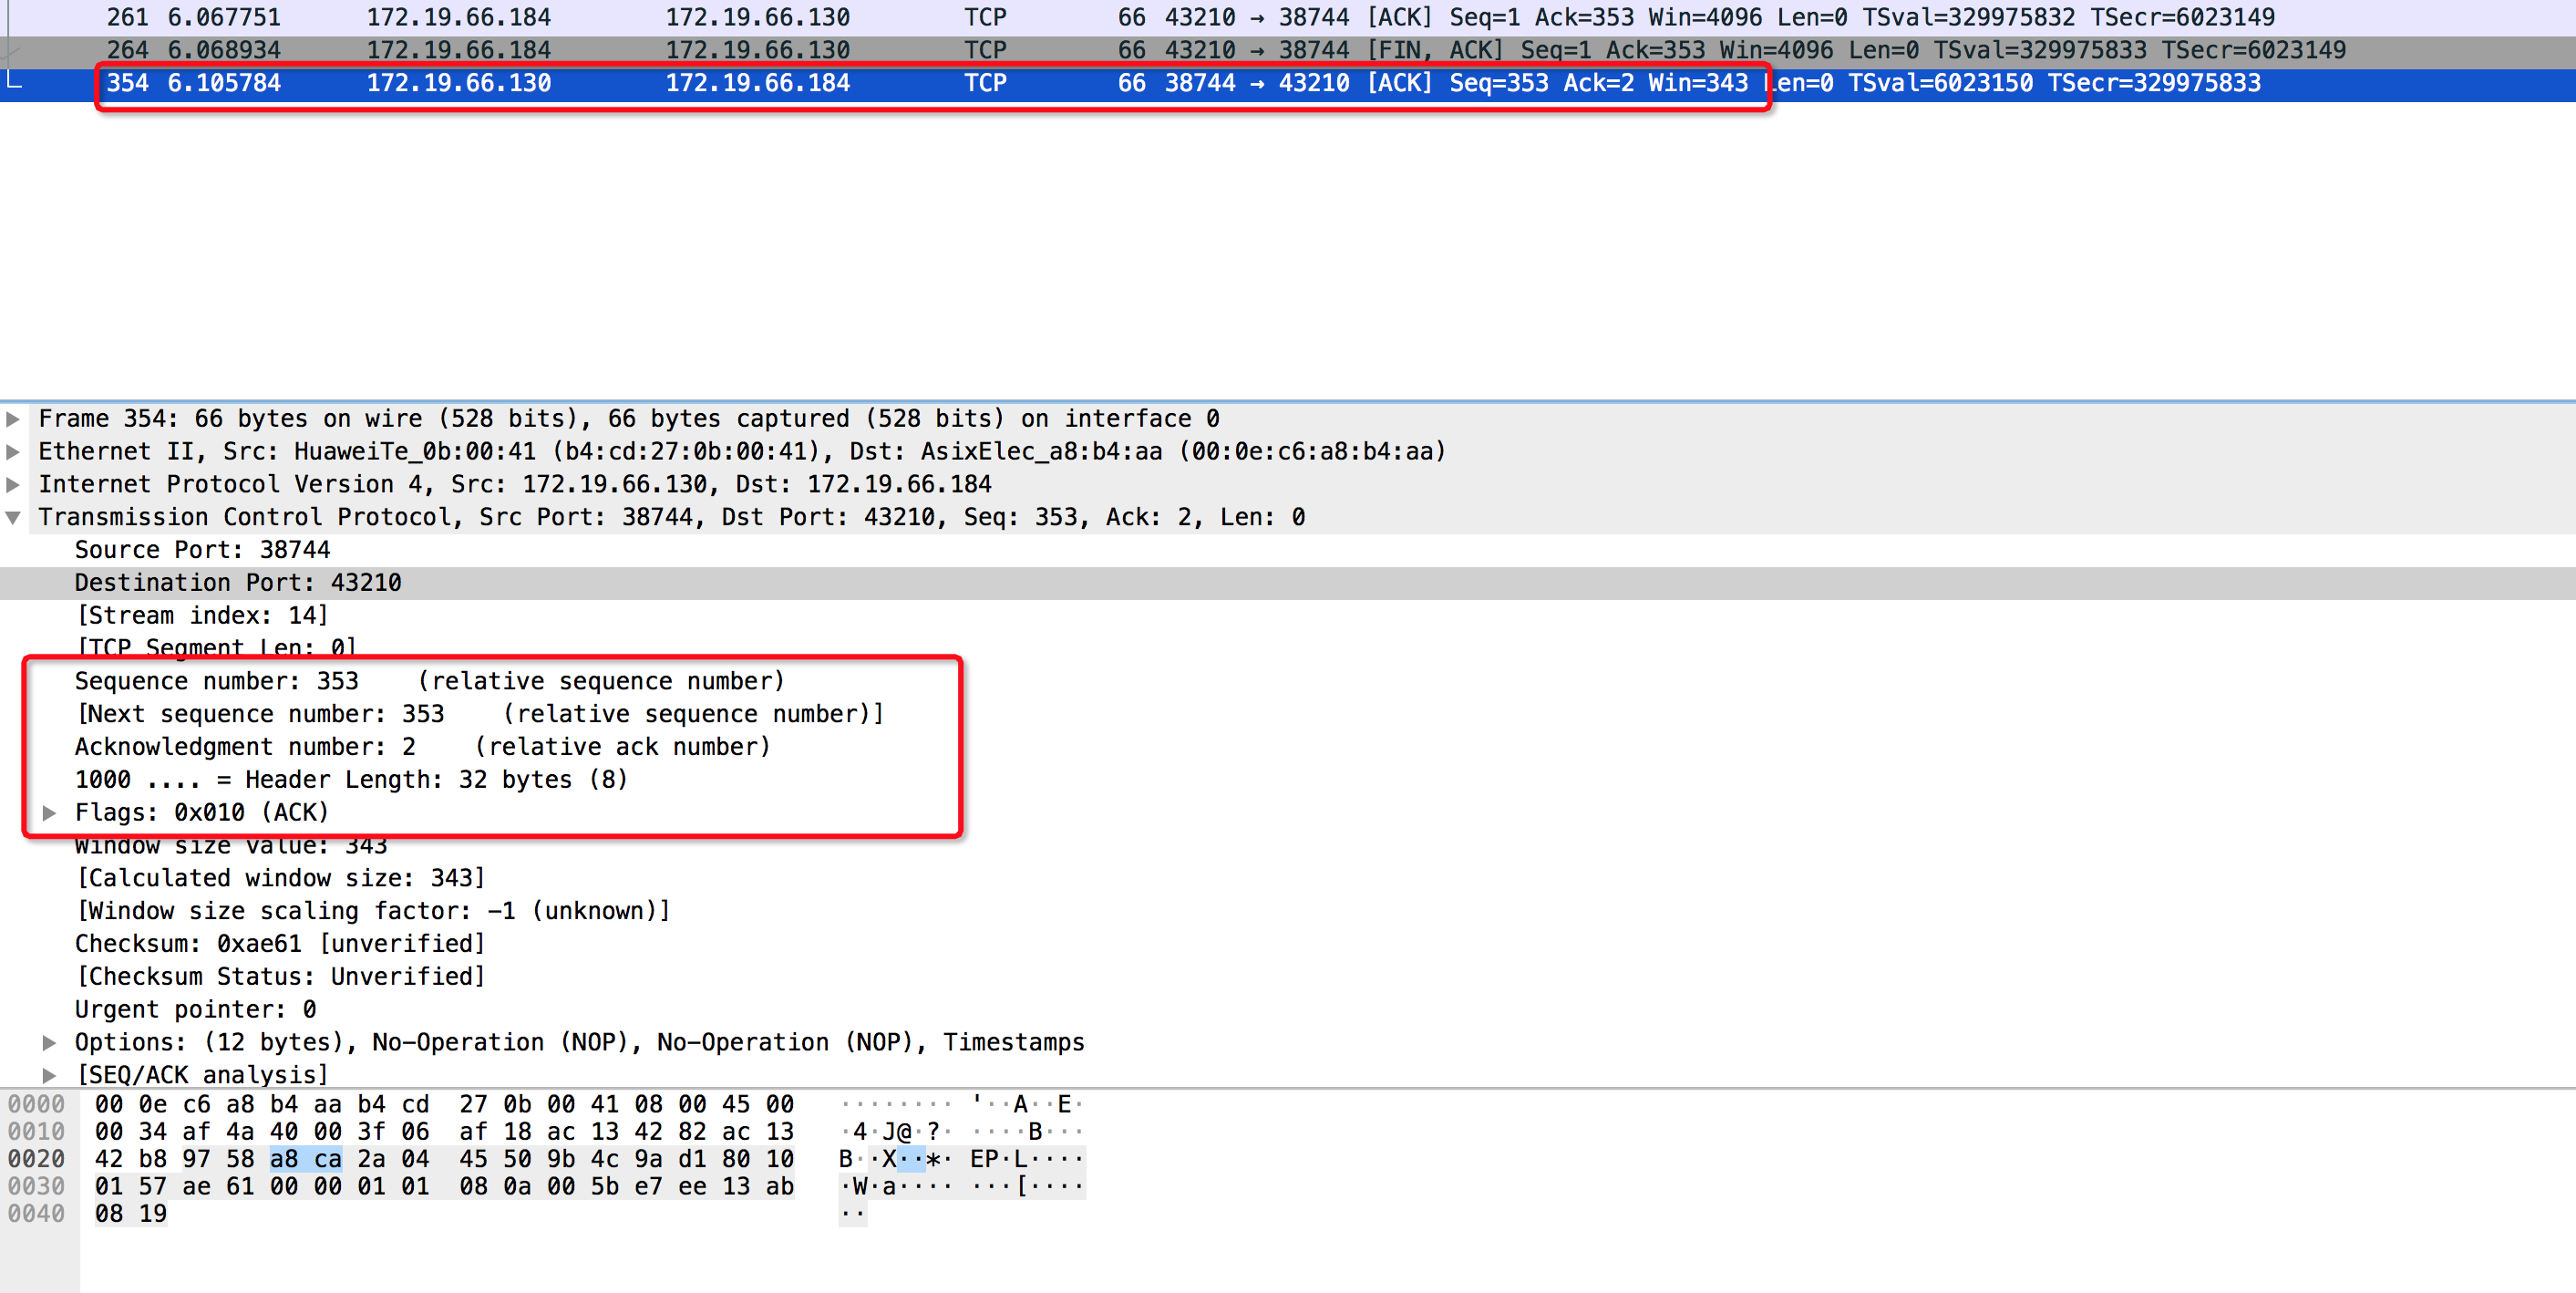 261 6.067751 172.19.66.184 172.19.66.130 TCP 66 43210 → 38744 [ACK] Seq=1 Ack=353 Win=4096 Len=0 TSval=329975832 TSecr=6023149
264 6.068934 172.19.66.184 172.19.66.130 TCP 66 43210 → 38744 [FIN, ACK] Seq=1 Ack=353 Win=4096 Len=0 TSval=329975833 TSecr=6023149
354 6.105784 172.19.66.130 172.19.66.184 TCP 66 38744 → 43210 [ACK] Seq=353 Ack=2 Win=343 Len=0 TSval=6023150 TSecr=329975833
Frame 354: 66 bytes on wire (528 bits), 66 bytes captured (528 bits) on interface 0
Ethernet II, Src: HuaweiTe_0b:00:41 (b4:cd:27:0b:00:41), Dst: AsixElec_a8:b4:aa (00:0e:c6:a8:b4:aa)
Internet Protocol Version 4, Src: 172.19.66.130, Dst: 172.19.66.184
Transmission Control Protocol, Src Port: 38744, Dst Port: 43210, Seq: 353, Ack: 2, Len: 0
Source Port: 38744
Destination Port: 43210
[Stream index: 14]
[TCP Segment Len: 0]
Sequence number: 353 (relative sequence number)
[Next sequence number: 353 (relative sequence number)]
Acknowledgment number: 2 (relative ack number)
1000 .... = Header Length: 32 bytes (8)
Flags: 0x010 (ACK)
Window size value: 343
[Calculated window size: 343]
[Window size scaling factor: -1 (unknown)]
Checksum: 0xae61 [unverified]
[Checksum Status: Unverified]
Urgent pointer: 0
Options: (12 bytes), No-Operation (NOP), No-Operation (NOP), Timestamps
[SEQ/ACK analysis]
0000 00 0e c6 a8 b4 aa b4 cd 27 0b 00 41 08 00 45 00 ········ '··A··E·
0010 00 34 af 4a 40 00 3f 06 af 18 ac 13 42 82 ac 13 ·4·J@·?· ····B···
0020 42 b8 97 58 a8 ca 2a 04 45 50 9b 4c 9a d1 80 10 B··X··*· EP·L····
0030 01 57 ae 61 00 00 01 01 08 0a 00 5b e7 ee 13 ab ·W·a···· ···[····
0040 08 19 ··